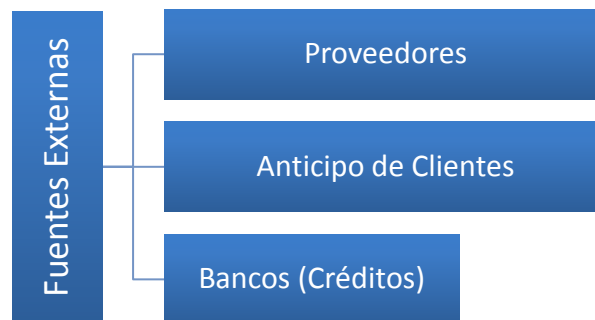 Fuentes Externas
Proveedores
Anticipo de Clientes
Bancos (Créditos)